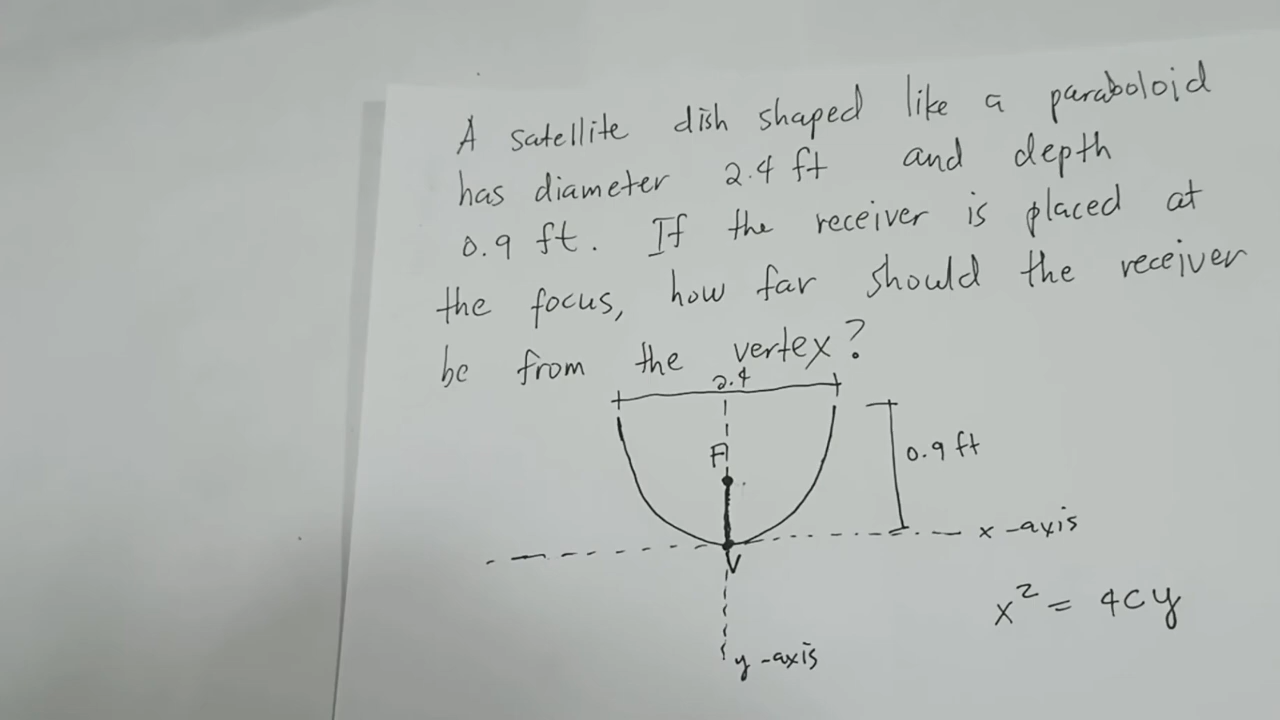 A satellite dish shaped like a paraboloid
has diameter 2.4 ft and depth
0.9 ft. If the receiver is placed at
the focus, how far should the receiver
be from the vertex?
2.4
F
0.9 ft
x-axis
V
x² = 4cy
y-axis